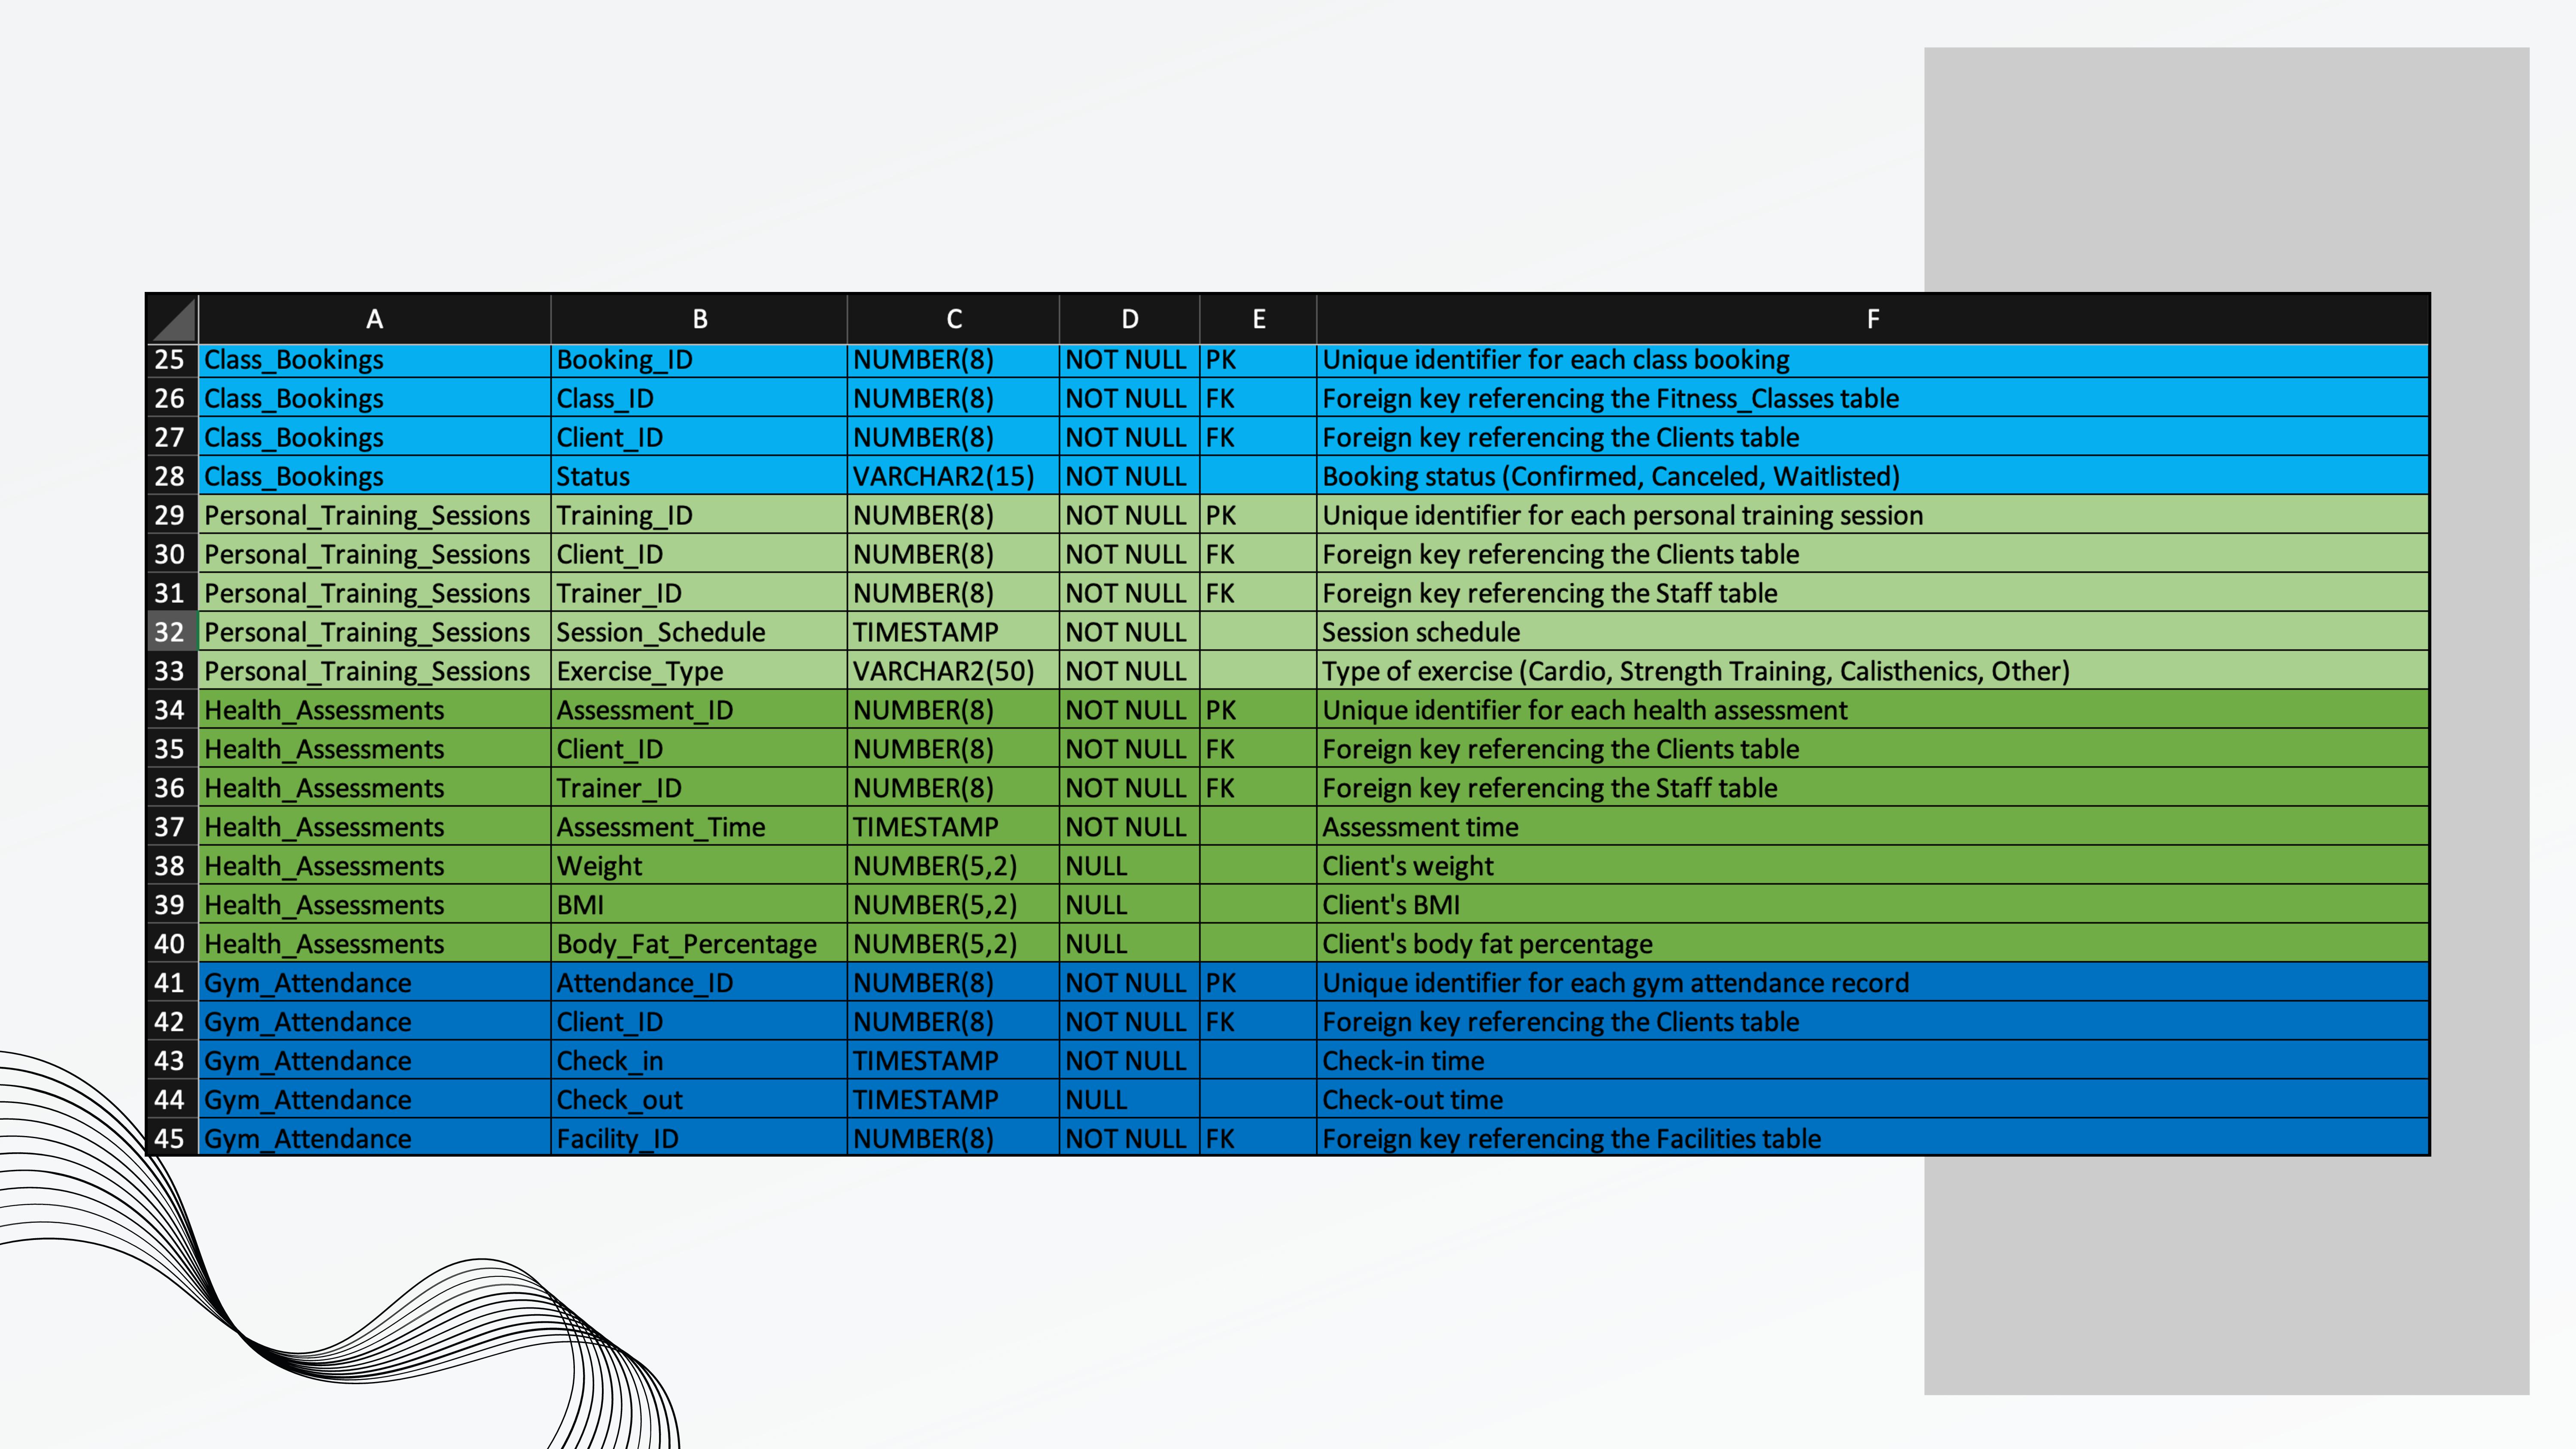 A B C D E F
25 Class_Bookings Booking_ID NUMBER(8) NOT NULL PK Unique identifier for each class booking
26 Class_Bookings Class_ID NUMBER(8) NOT NULL FK Foreign key referencing the Fitness_Classes table
27 Class_Bookings Client_ID NUMBER(8) NOT NULL FK Foreign key referencing the Clients table
28 Class_Bookings Status VARCHAR2(15) NOT NULL Booking status (Confirmed, Canceled, Waitlisted)
29 Personal_Training_Sessions Training_ID NUMBER(8) NOT NULL PK Unique identifier for each personal training session
30 Personal_Training_Sessions Client_ID NUMBER(8) NOT NULL FK Foreign key referencing the Clients table
31 Personal_Training_Sessions Trainer_ID NUMBER(8) NOT NULL FK Foreign key referencing the Staff table
32 Personal_Training_Sessions Session_Schedule TIMESTAMP NOT NULL Session schedule
33 Personal_Training_Sessions Exercise_Type VARCHAR2(50) NOT NULL Type of exercise (Cardio, Strength Training, Calisthenics, Other)
34 Health_Assessments Assessment_ID NUMBER(8) NOT NULL PK Unique identifier for each health assessment
35 Health_Assessments Client_ID NUMBER(8) NOT NULL FK Foreign key referencing the Clients table
36 Health_Assessments Trainer_ID NUMBER(8) NOT NULL FK Foreign key referencing the Staff table
37 Health_Assessments Assessment_Time TIMESTAMP NOT NULL Assessment time
38 Health_Assessments Weight NUMBER(5,2) NULL Client's weight
39 Health_Assessments BMI NUMBER(5,2) NULL Client's BMI
40 Health_Assessments Body_Fat_Percentage NUMBER(5,2) NULL Client's body fat percentage
41 Gym_Attendance Attendance_ID NUMBER(8) NOT NULL PK Unique identifier for each gym attendance record
42 Gym_Attendance Client_ID NUMBER(8) NOT NULL FK Foreign key referencing the Clients table
43 Gym_Attendance Check_in TIMESTAMP NOT NULL Check-in time
44 Gym_Attendance Check_out TIMESTAMP NULL Check-out time
45 Gym_Attendance Facility_ID NUMBER(8) NOT NULL FK Foreign key referencing the Facilities table